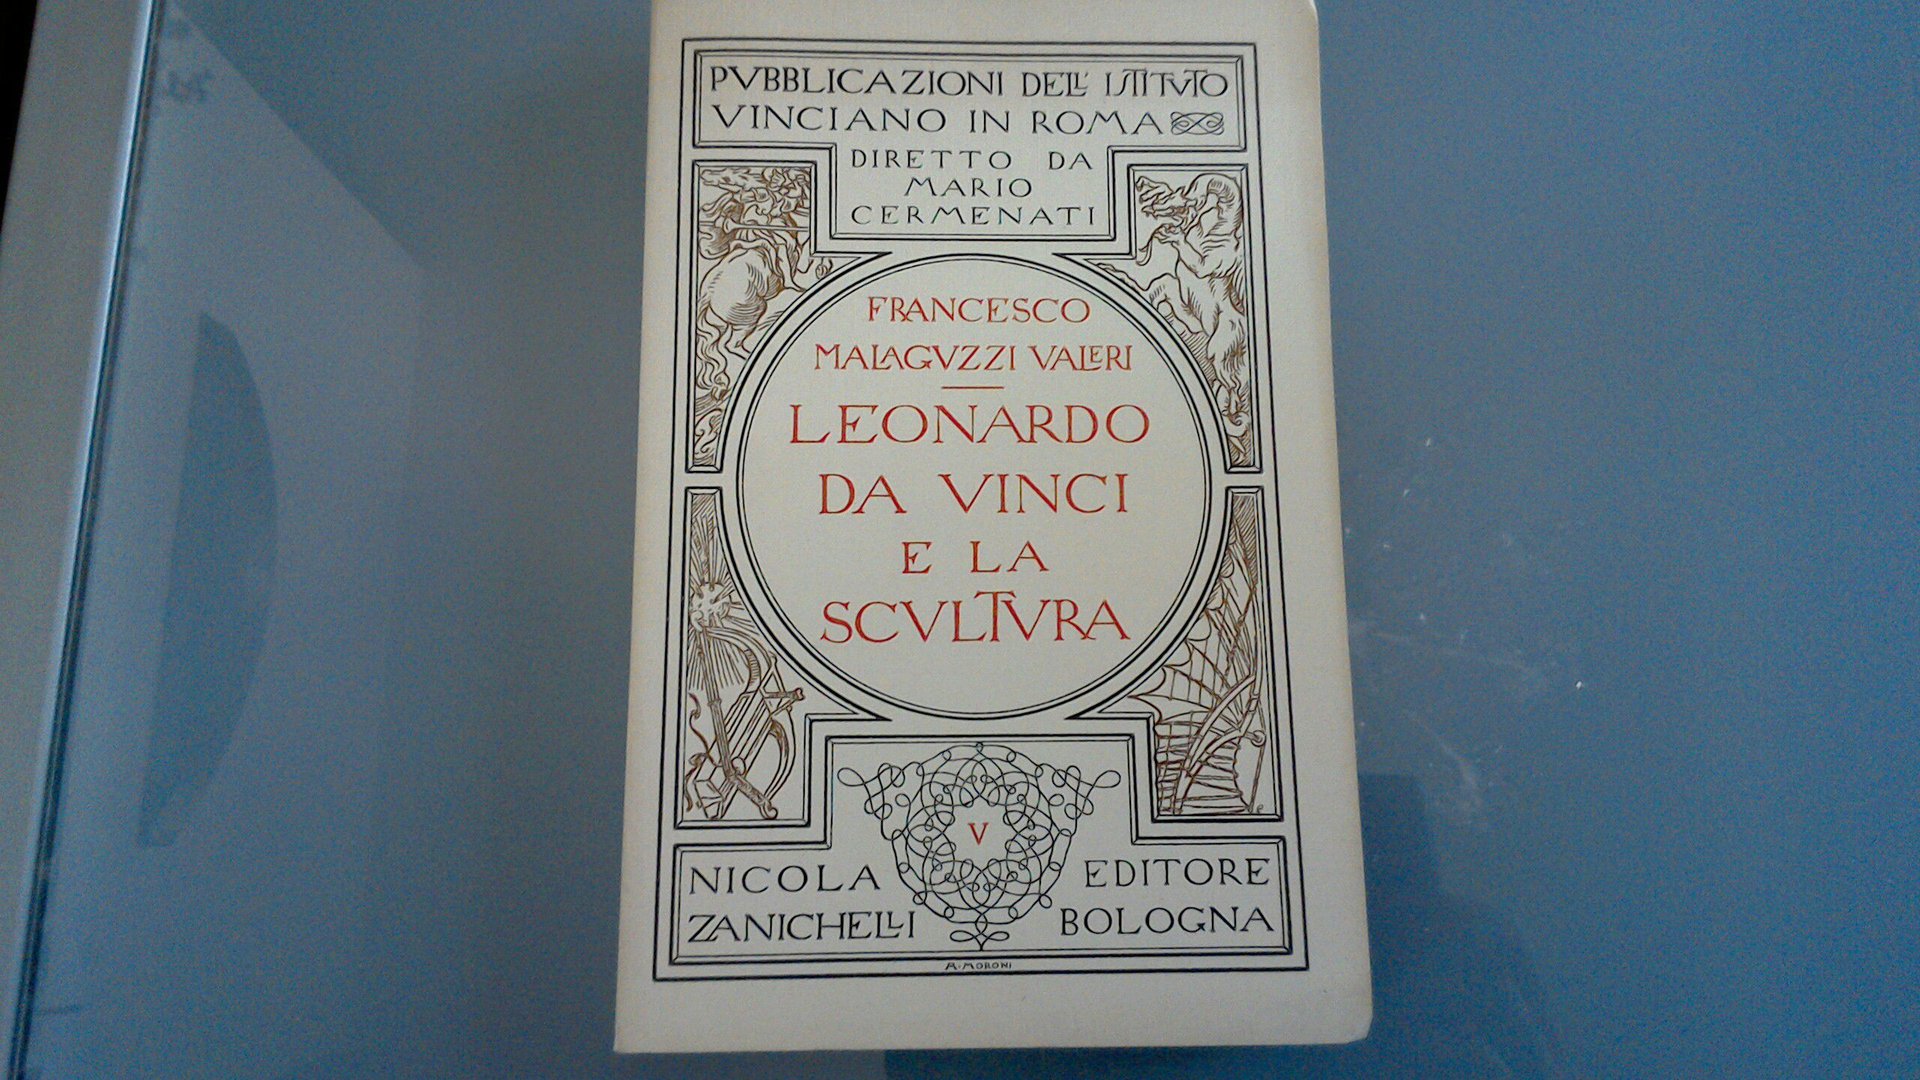 PVBBLICAZIONI DELL' ISTITVTO
VINCIANO IN ROMA
DIRETTO DA
MARIO
CERMENATI
FRANCESCO
MALAGVZZI VALERI
LEONARDO
DA VINCI
E LA
SCVLTVRA
V
NICOLA EDITORE
ZANICHELLI BOLOGNA
A·MORONI